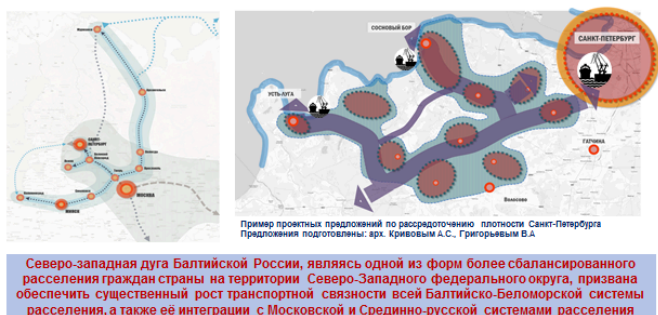 САНКТ-ПЕТЕРБУРГ
МОСКВА
МИНСК
СОСНОВЫЙ БОР
САНКТ-ПЕТЕРБУРГ
УСТЬ-ЛУГА
ГАТЧИНА
Волосово
Пример проектных предложений по рассредоточению плотности Санкт-Петербурга
Предложения подготовлены: арх. Кривовым А.С., Григорьевым В.А
Северо-западная дуга Балтийской России, являясь одной из форм более сбалансированного
расселения граждан страны на территории Северо-Западного федерального округа, призвана
обеспечить существенный рост транспортной связности всей Балтийско-Беломорской системы
расселения, а также её интеграции с Московской и Срединно-русской системами расселения